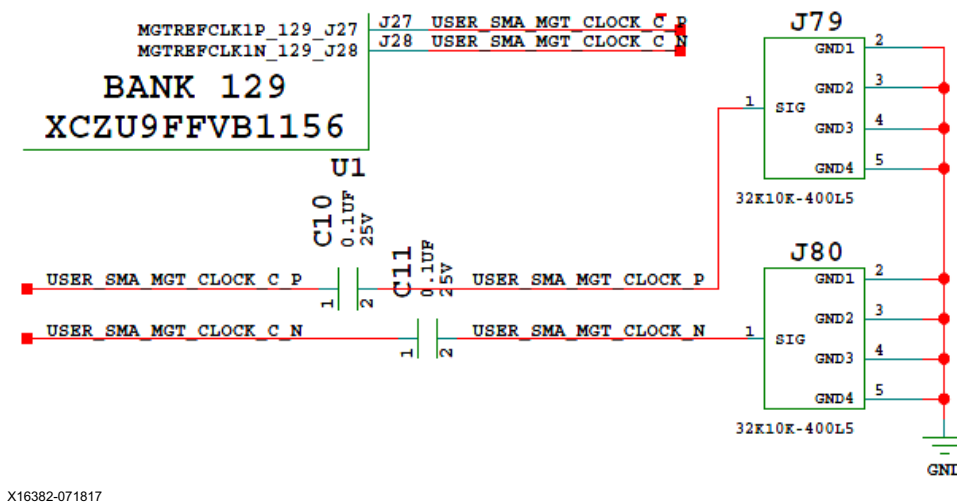 MGTREFCLK1P_129_J27 J27 USER_SMA_MGT_CLOCK_C_P
MGTREFCLK1N_129_J28 J28 USER_SMA_MGT_CLOCK_C_N
BANK 129
XCZU9FFVB1156
U1
J79
1 SIG
GND1 2
GND2 3
GND3 4
GND4 5
32K10K-400L5
C10
0.1UF
25V
C11
0.1UF
25V
USER_SMA_MGT_CLOCK_C_P 1 2 USER_SMA_MGT_CLOCK_P
USER_SMA_MGT_CLOCK_C_N 1 2 USER_SMA_MGT_CLOCK_N
J80
1 SIG
GND1 2
GND2 3
GND3 4
GND4 5
32K10K-400L5
GND
X16382-071817